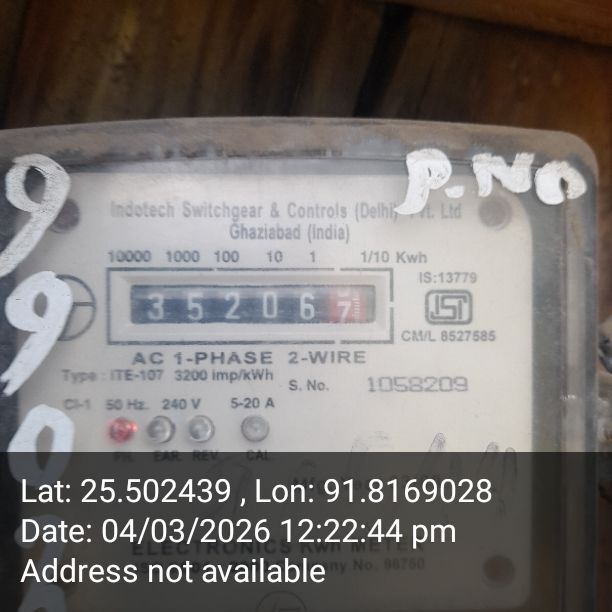 P.NO
990
Indotech Switchgear & Controls (Delhi) Pvt. Ltd
Ghaziabad (India)
10000 1000 100 10 1 1/10 Kwh
IS:13779
3 5 2 0 6 7
ISI
CM/L 8527585
AC 1-PHASE 2-WIRE
Type : ITE-107 3200 imp/kWh
S. No. 1058209
Cl-1 50 Hz. 240 V 5-20 A
PH. EAR. REV. CAL
Lat: 25.502439 , Lon: 91.8169028
Date: 04/03/2026 12:22:44 pm
ELECTRONICS KWH METER
Address not available